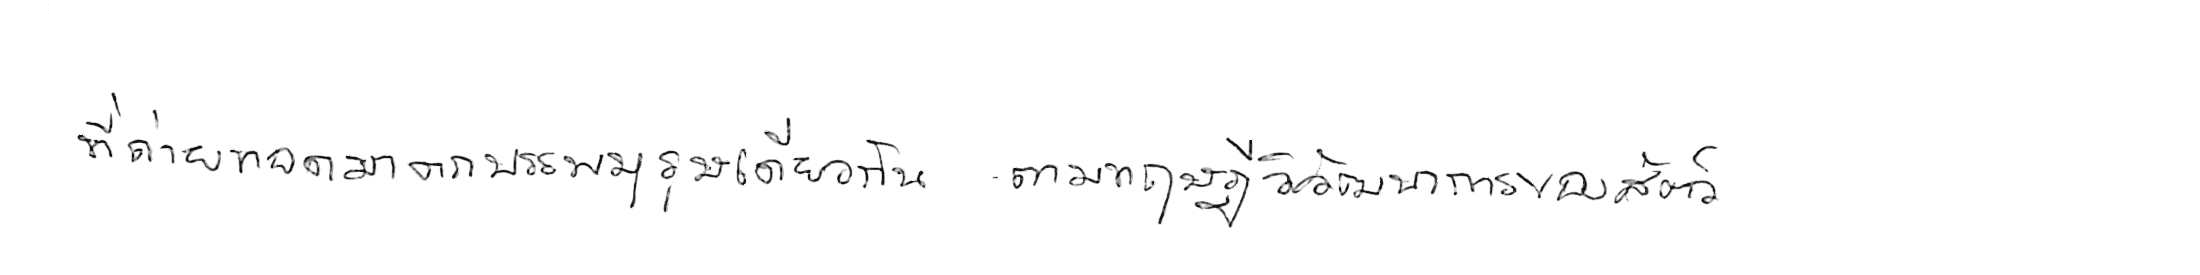 ที่ถ่ายทอดมาจากบรรพบุรุษเดียวกัน ตามทฤษฎีวิวัฒนาการของสัตว์